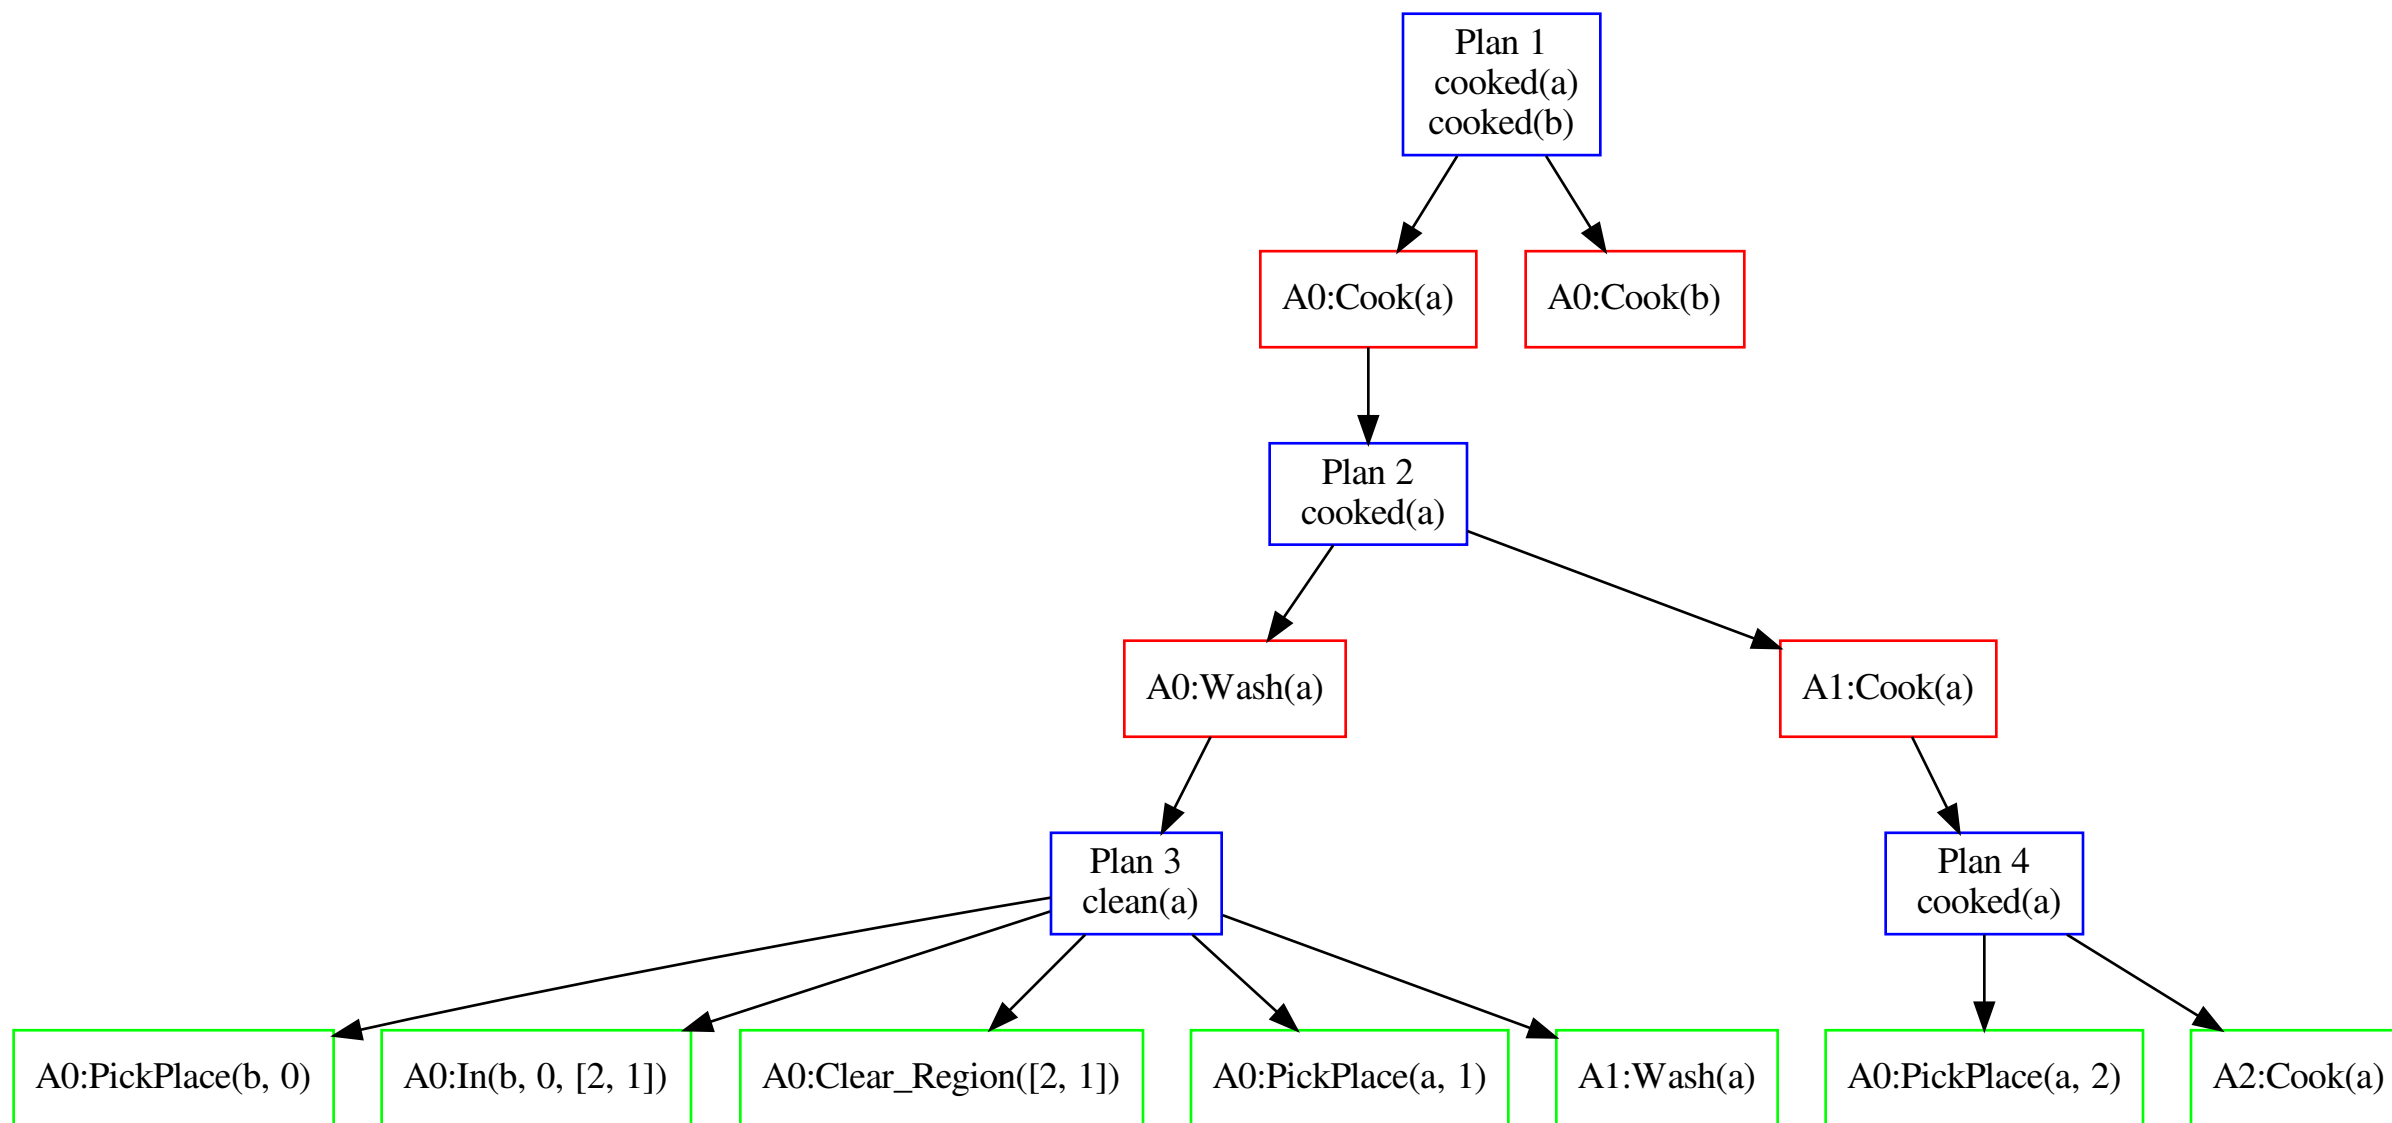 Plan 1
cooked(a)
cooked(b)
A0:Cook(a)
A0:Cook(b)
Plan 2
cooked(a)
A0:Wash(a)
A1:Cook(a)
Plan 3
clean(a)
Plan 4
cooked(a)
A0:PickPlace(b, 0)
A0:In(b, 0, [2, 1])
A0:Clear_Region([2, 1])
A0:PickPlace(a, 1)
A1:Wash(a)
A0:PickPlace(a, 2)
A2:Cook(a)